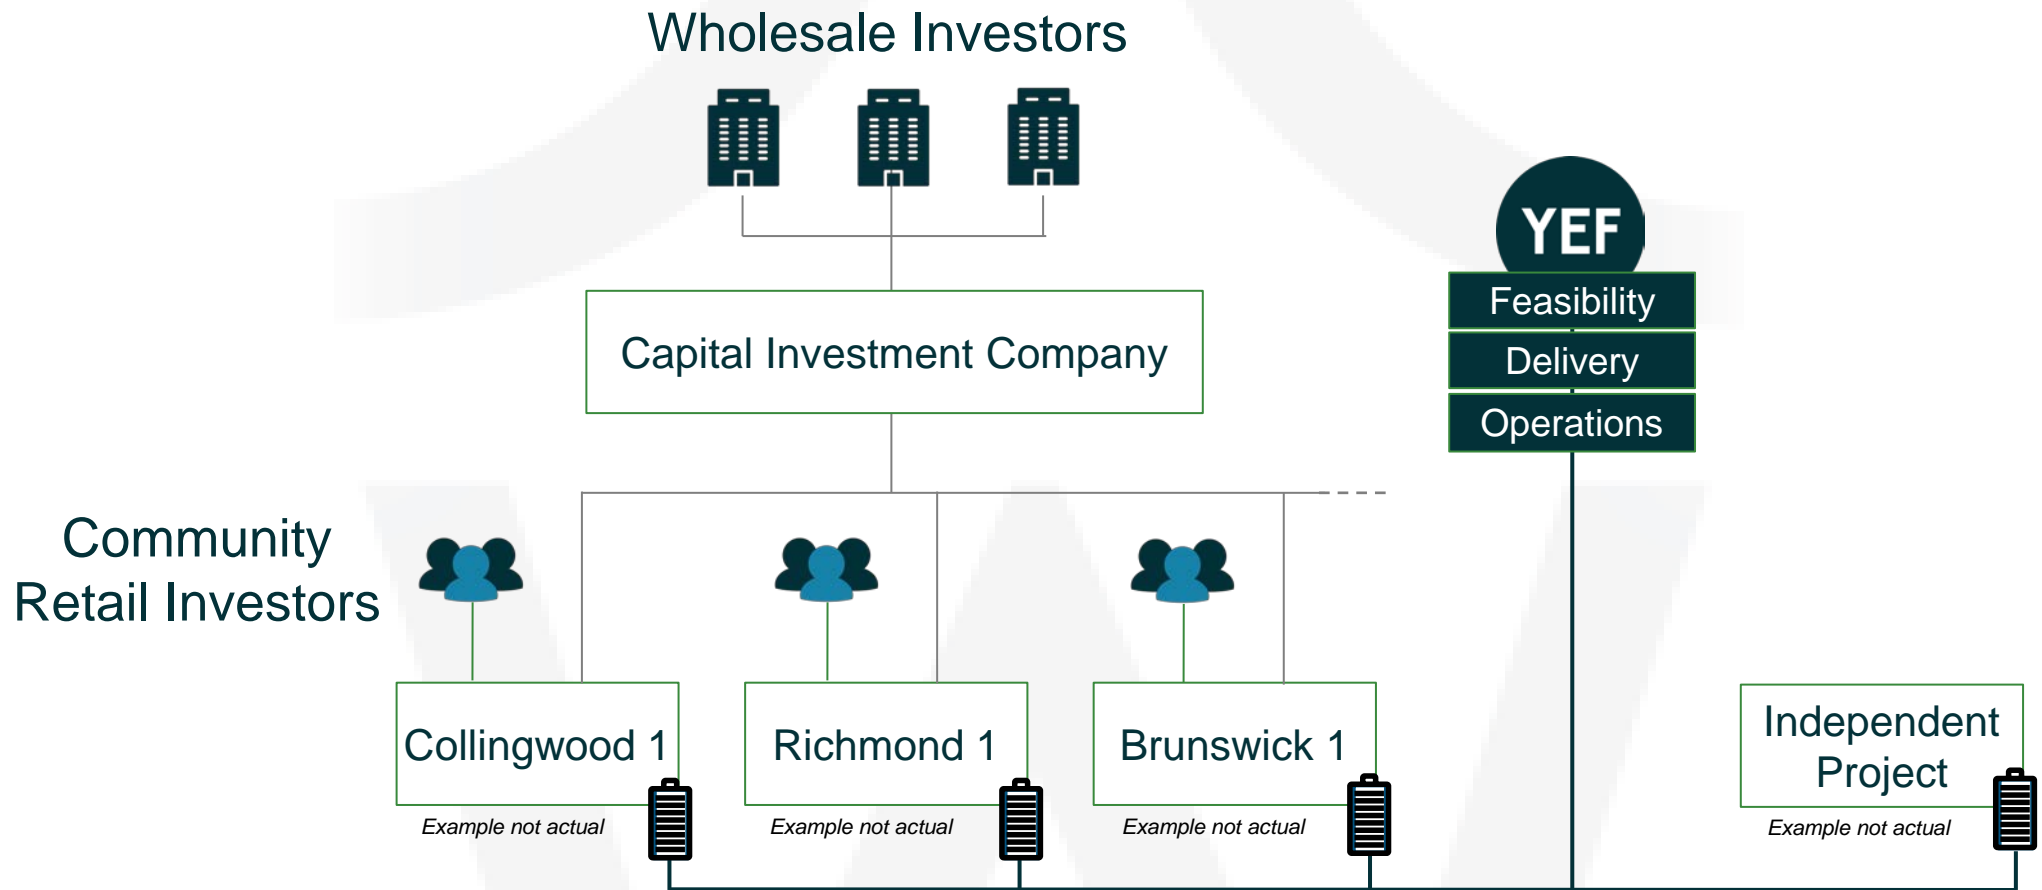 Wholesale Investors
YEF
Feasibility
Delivery
Operations
Capital Investment Company
Community
Retail Investors
Collingwood 1
Richmond 1
Brunswick 1
Independent
Project
Example not actual
Example not actual
Example not actual
Example not actual